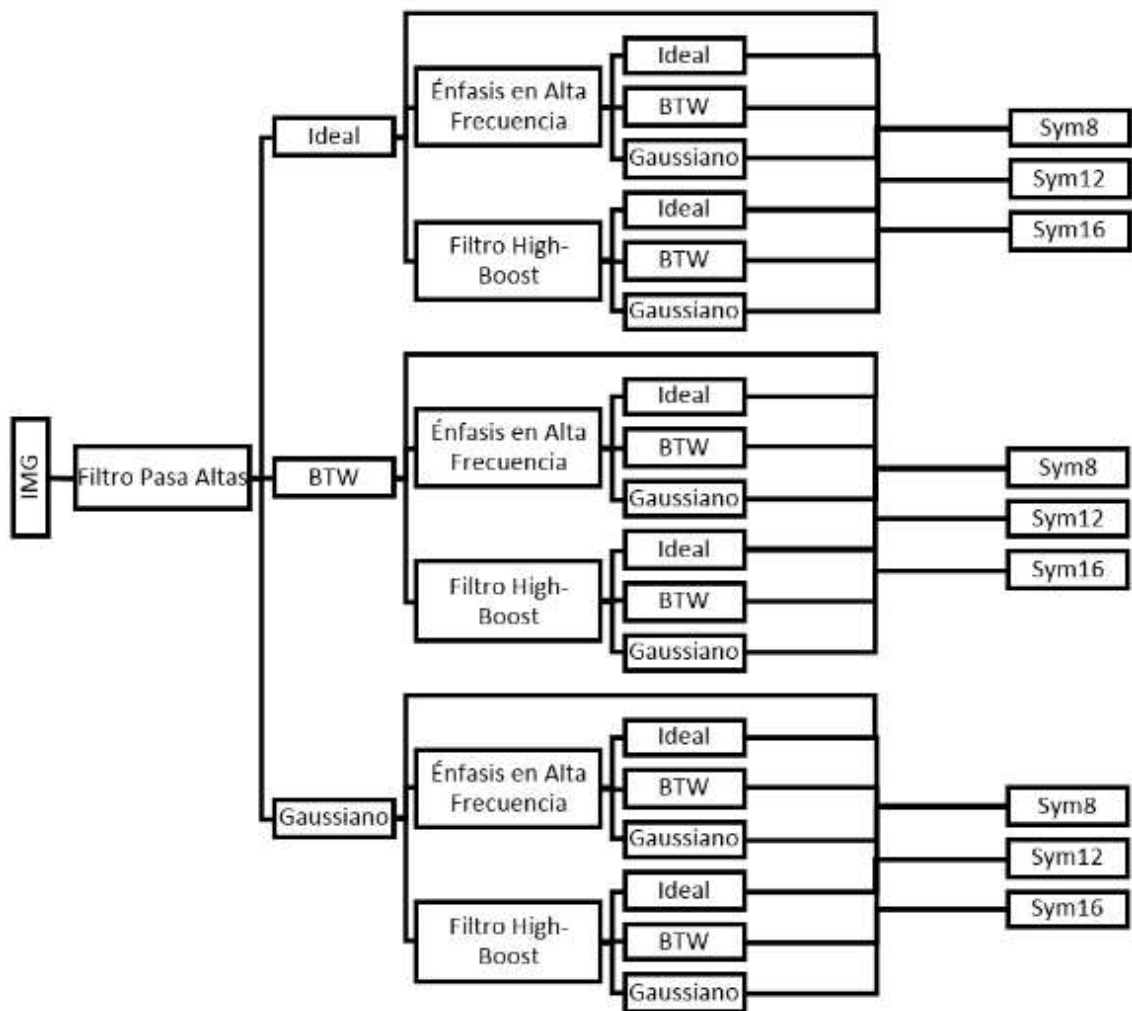 IMG
Filtro Pasa Altas
Ideal
Énfasis en Alta
Frecuencia
Ideal
BTW
Gaussiano
Filtro High-
Boost
Ideal
BTW
Gaussiano
Sym8
Sym12
Sym16
BTW
Énfasis en Alta
Frecuencia
Ideal
BTW
Gaussiano
Filtro High-
Boost
Ideal
BTW
Gaussiano
Sym8
Sym12
Sym16
Gaussiano
Énfasis en Alta
Frecuencia
Ideal
BTW
Gaussiano
Filtro High-
Boost
Ideal
BTW
Gaussiano
Sym8
Sym12
Sym16